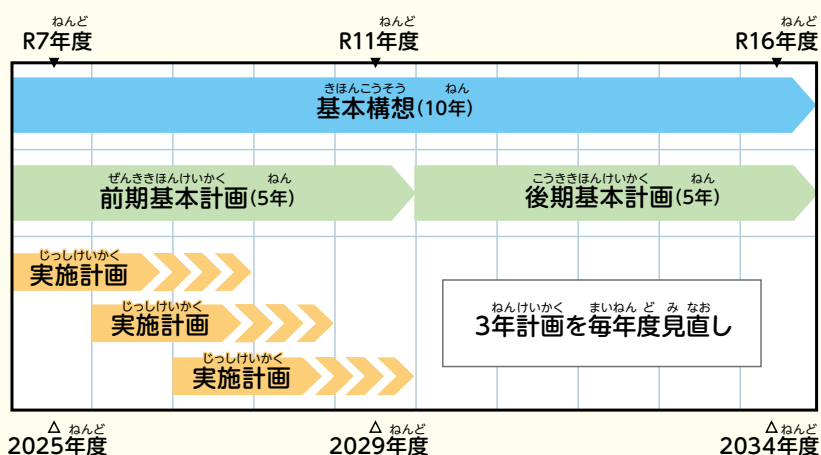 ねんど ねんど ねんど
R7年度 R11年度 R16年度
きほんこうそう ねん
基本構想(10年)
ぜんききほんけいかく ねん こうききほんけいかく ねん
前期基本計画(5年) 後期基本計画(5年)
じっしけいかく
実施計画
じっしけいかく
実施計画
ねんけいかく まいねんど みなお
3年計画を毎年度見直し
じっしけいかく
実施計画
ねんど ねんど ねんど
2025年度 2029年度 2034年度